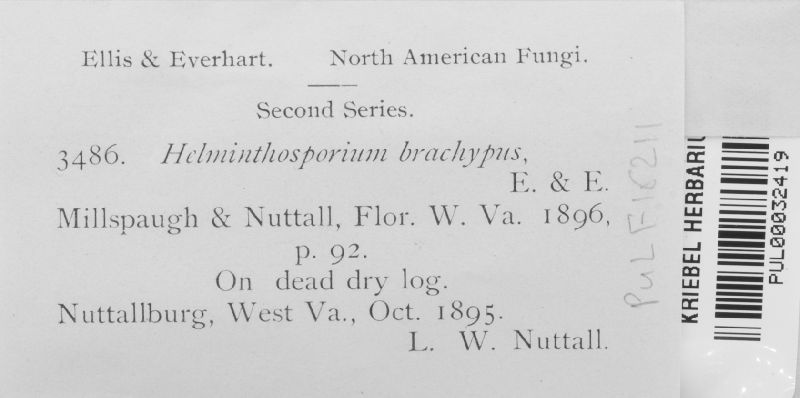 Ellis & Everhart. North American Fungi.
Second Series.
3486. Helminthosporium brachypus,
E. & E.
Millspaugh & Nuttall, Flor. W. Va. 1896,
p. 92.
On dead dry log.
Nuttallburg, West Va., Oct. 1895.
L. W. Nuttall.
PUL F16211
KRIEBEL HERBARIU
PUL00032419